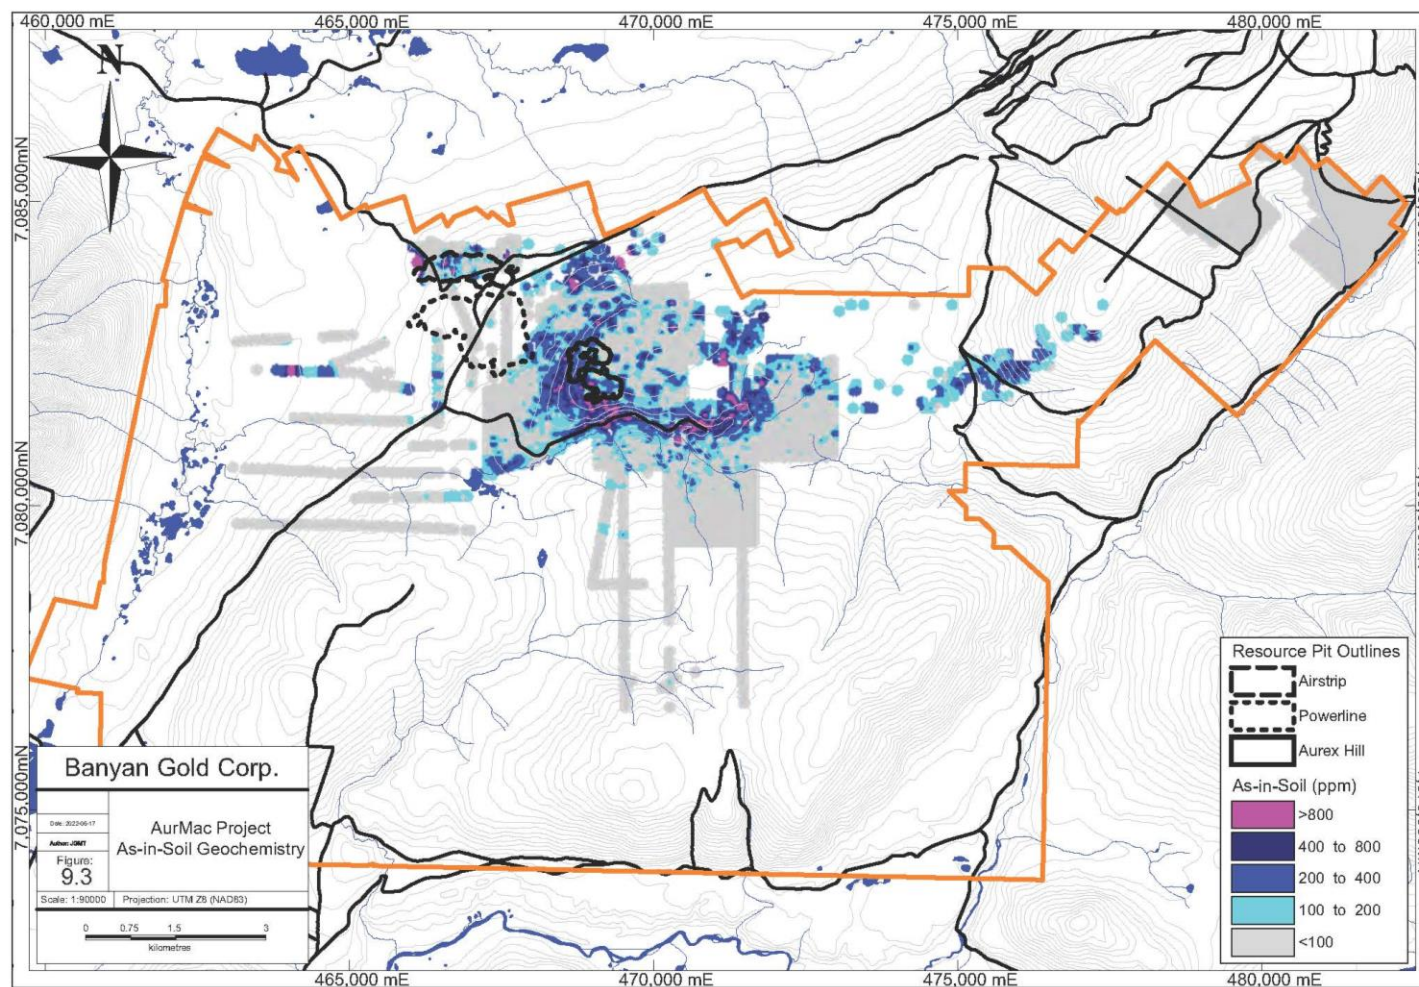 460,000 mE
465,000 mE
470,000 mE
475,000 mE
480,000 mE
N
7,085,000mN
7,080,000mN
7,075,000mN
Resource Pit Outlines
Airstrip
Powerline
Aurex Hill
As-in-Soil (ppm)
>800
400 to 800
200 to 400
100 to 200
<100
Banyan Gold Corp.
AurMac Project
As-in-Soil Geochemistry
Figure:
9.3
Scale: 1:90000
Projection: UTM Z8 (NAD83)
0 0.75 1.5 3
kilometres
465,000 mE
470,000 mE
475,000 mE
480,000 mE